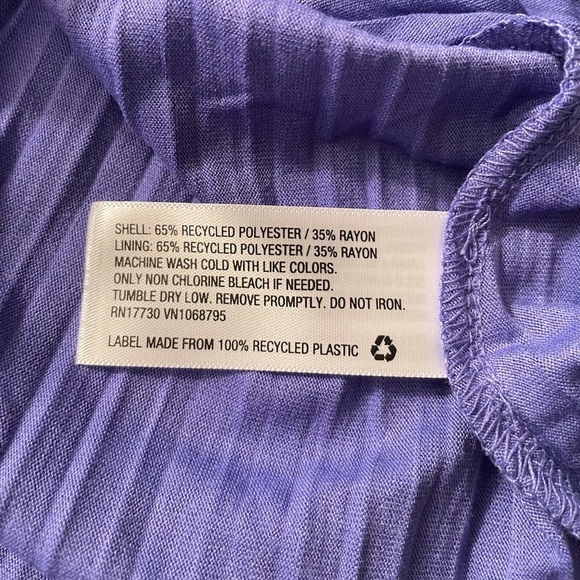 SHELL: 65% RECYCLED POLYESTER / 35% RAYON
LINING: 65% RECYCLED POLYESTER / 35% RAYON
MACHINE WASH COLD WITH LIKE COLORS.
ONLY NON CHLORINE BLEACH IF NEEDED.
TUMBLE DRY LOW. REMOVE PROMPTLY. DO NOT IRON.
RN17730 VN1068795
LABEL MADE FROM 100% RECYCLED PLASTIC